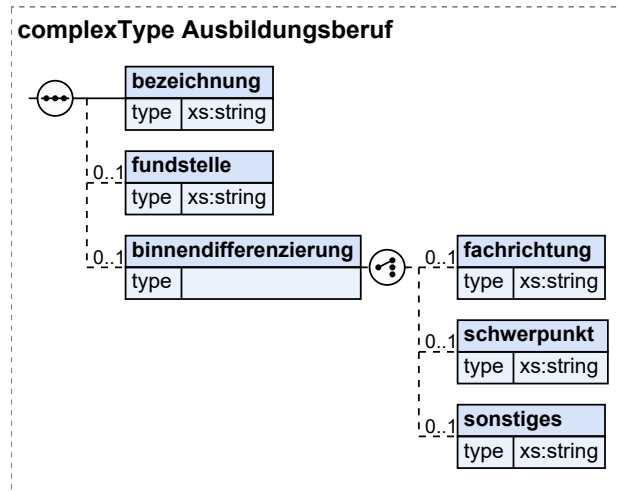 complexType Ausbildungsberuf
bezeichnung
type xs:string
0..1 fundstelle
type xs:string
0..1 binnendifferenzierung
type
0..1 fachrichtung
type xs:string
0..1 schwerpunkt
type xs:string
0..1 sonstiges
type xs:string